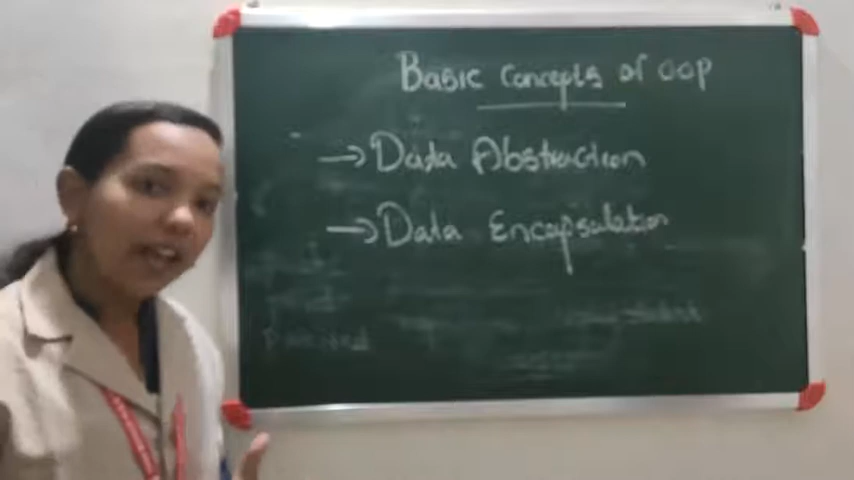 Basic Concepts of OOP
→ Data Abstraction
→ Data Encapsulation